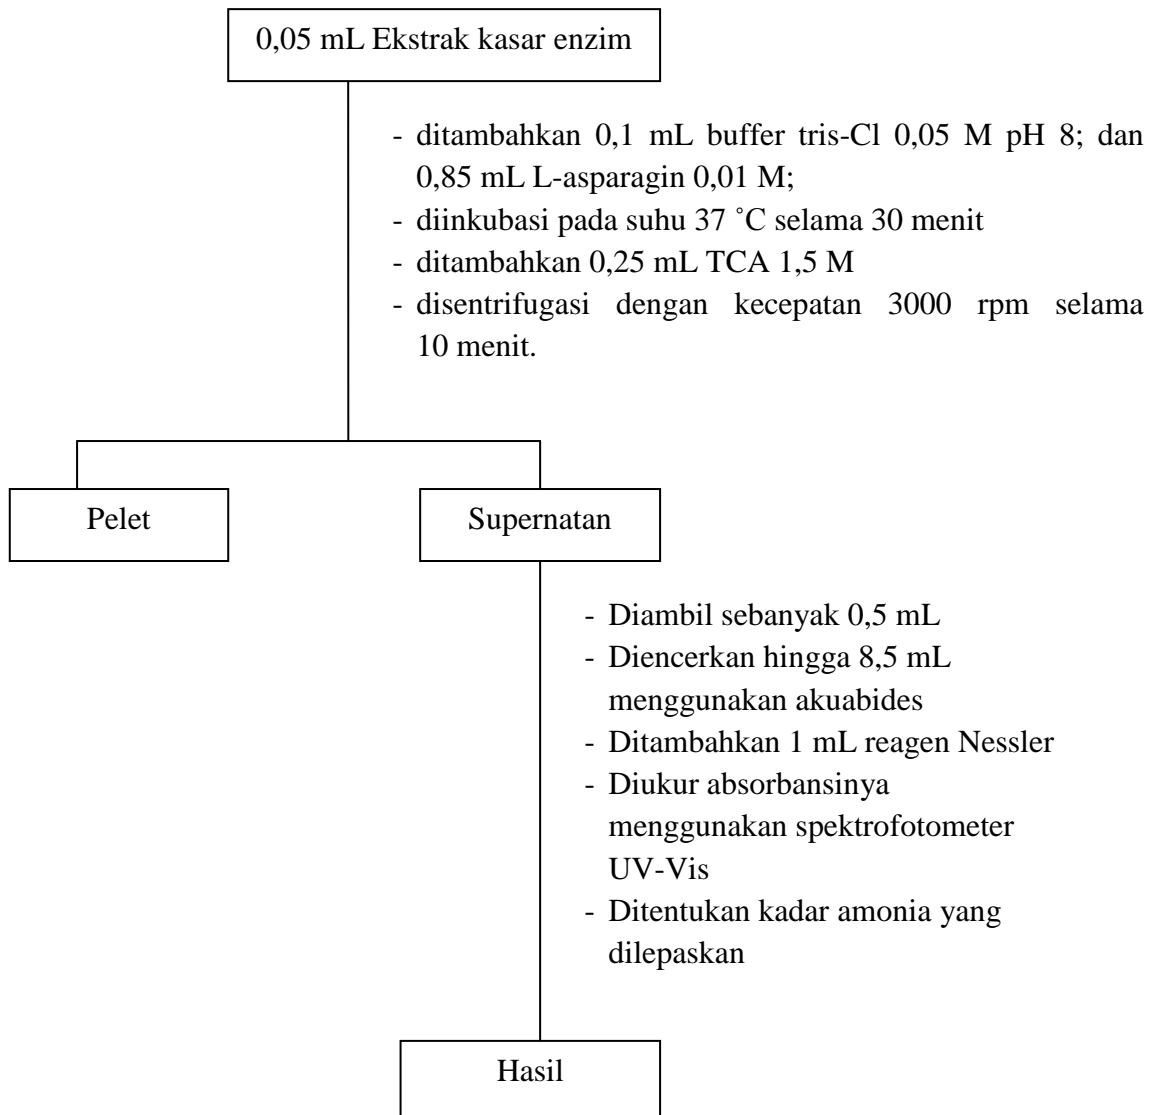 0,05 mL Ekstrak kasar enzim
- ditambahkan 0,1 mL buffer tris-Cl 0,05 M pH 8; dan
0,85 mL L-asparagin 0,01 M;
- diinkubasi pada suhu 37 ˚C selama 30 menit
- ditambahkan 0,25 mL TCA 1,5 M
- disentrifugasi dengan kecepatan 3000 rpm selama
10 menit.
Pelet
Supernatan
- Diambil sebanyak 0,5 mL
- Diencerkan hingga 8,5 mL
menggunakan akuabides
- Ditambahkan 1 mL reagen Nessler
- Diukur absorbansinya
menggunakan spektrofotometer
UV-Vis
- Ditentukan kadar amonia yang
dilepaskan
Hasil